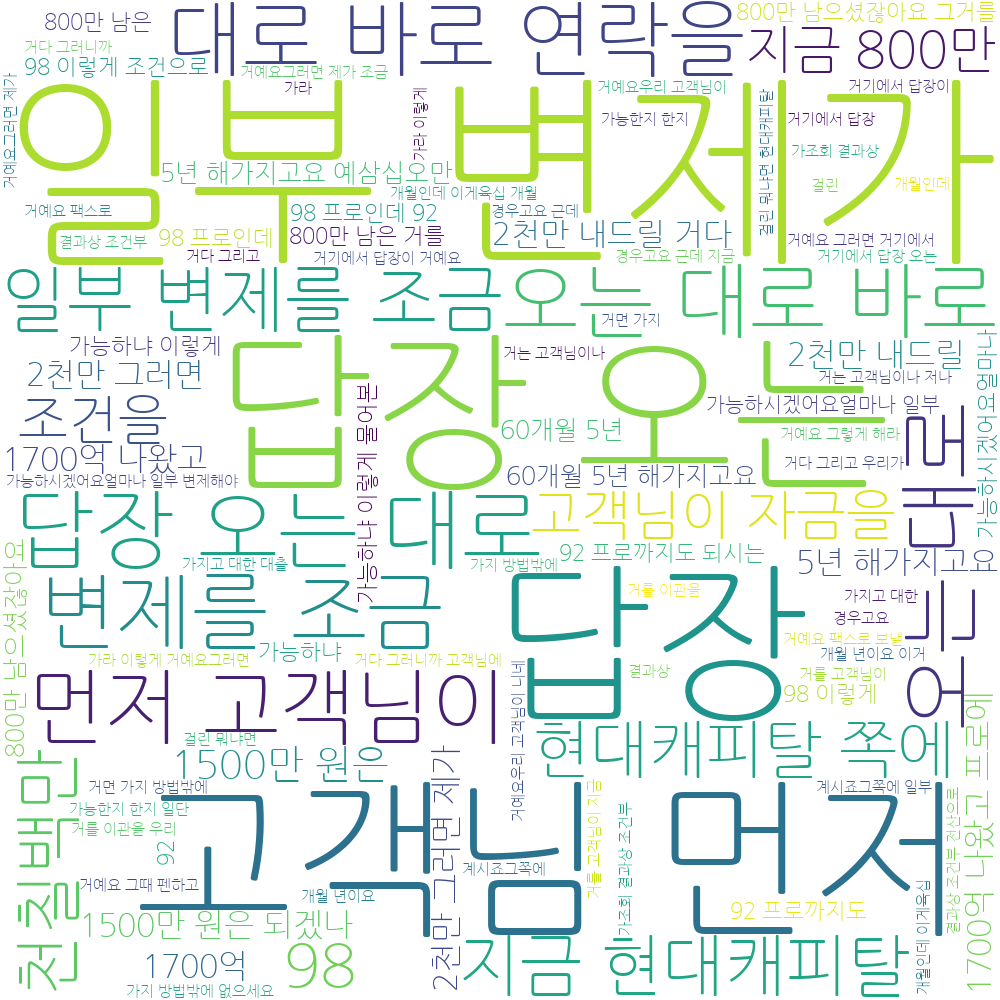 800만 남은
대로 바로 연락을
800만 남으셨잖아요 그거를
지금 800만
거다 그러니까
98 이렇게 조건으로
거예요그러면 제가 조금
가라
거예요우리 고객님이
거기에서 답장이
거예요그러면 제가
일부 변제가
가라 이렇게
가능한지 한지
걸린 뭐냐면 현대캐피탈
거기에서 답장
가조회 결과상
5년 해가지고요 예삼십오만
개월인데 이게육십 개월
걸린
개월인데
거예요 팩스로
98 프로인데 92
경우고요 근데
2천만 내드릴 거다
결과상 조건부
98 프로인데
800만 남은 거를
거예요 그러면 거기에서
거다 그리고
거기에서 답장이 거예요
경우고요 근데 지금
거기에서 답장 오는
일부 변제를 조금
오는 대로 바로
거면 가지
가능하냐 이렇게
답장 오는
거는 고객님이나
2천만 내드릴
2천만 그러면
거는 고객님이나 저나
가능하시겠어요얼마나
조건을
가능하냐 이렇게 물어본
가능하시겠어요얼마나 일부
대로
60개월 5년
거예요 그렇게 해라
1700억 나왔고
거다 그리고 우리가
가능하시겠어요얼마나 일부 변제해야
60개월 5년 해가지고요
답장 오는 대로
고객님이 자금을
800만 남으셨잖아요
92 프로까지도 되시는
5년 해가지고요
가지고 대한 대출
가지 방법밖에
변제를 조금
답장
거를 이관을
가지고 대한
오는
경우고요
가능하냐
거예요 팩스로 보낼
가라 이렇게 거예요그러면
거다 그러니까 고객님에
개월 년이요 이거
결과상
거를 고객님이
먼저 고객님이
거예요우리 고객님이 니네
98 이렇게
1700억 나왔고 프로에
걸린 뭐냐면
현대캐피탈 쪽에
1500만 원은
2천만 그러면 제가
천칠백만
거면 가지 방법밖에
고객님 먼저
거를 고객님이 지금
계시죠그쪽에 일부
가능한지 한지 일단
가조회 결과상 조건부
결과상 조건부 전산으로
거를 이관을 우리
92
계시죠그쪽에
거예요 그때 펜하고
개월 년이요
개월인데 이게육십
92 프로까지도
1500만 원은 되겠나
지금 현대캐피탈
1700억
98
가지 방법밖에 없으세요